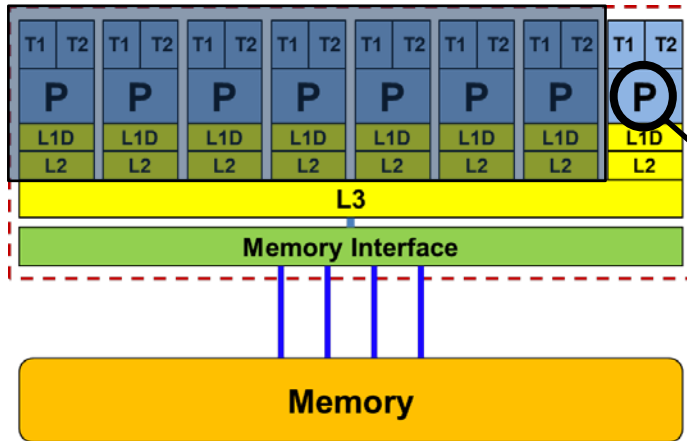 T1 T2 T1 T2 T1 T2 T1 T2 T1 T2 T1 T2 T1 T2 T1 T2
P P P P P P P P
L1D L1D L1D L1D L1D L1D L1D L1D
L2 L2 L2 L2 L2 L2 L2 L2
L3
Memory Interface
Memory